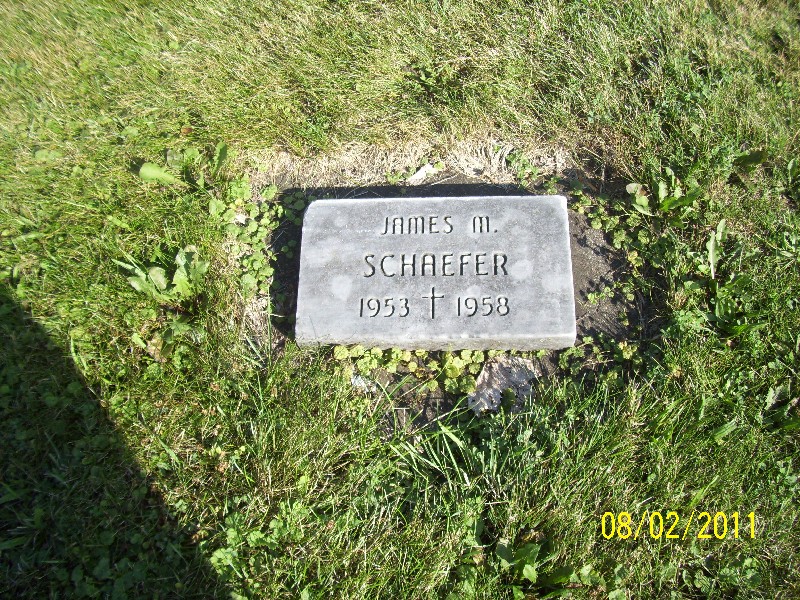 JAMES M.
SCHAEFER
1953 † 1958
08/02/2011